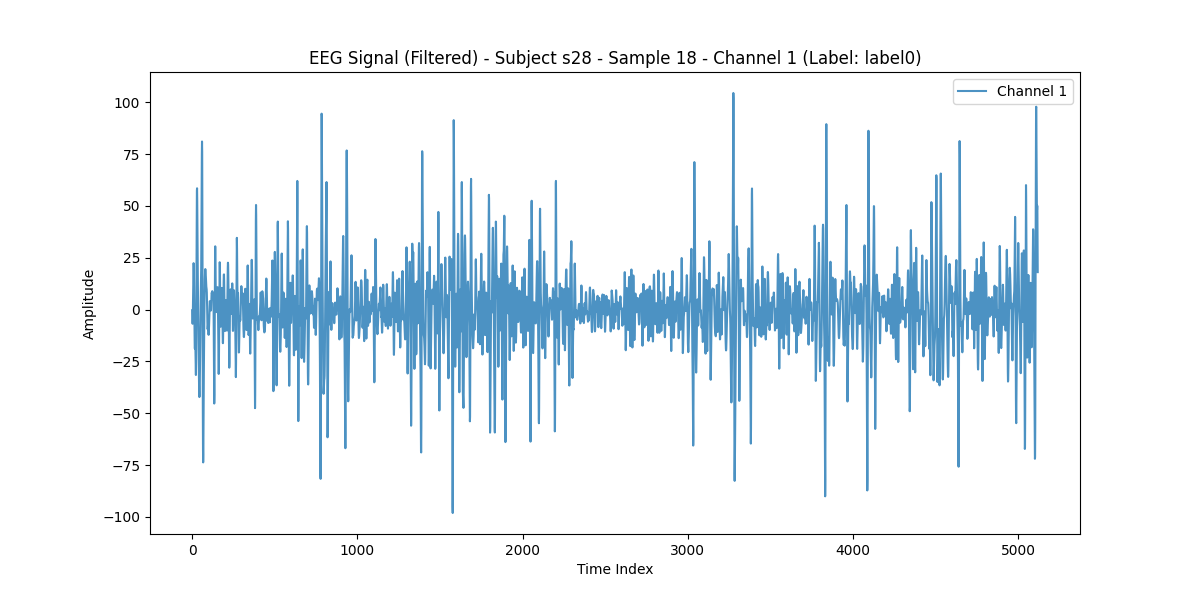 EEG Signal (Filtered) - Subject s28 - Sample 18 - Channel 1 (Label: label0)
Channel 1
100
75
50
25
0
−25
−50
−75
−100
Amplitude
0 1000 2000 3000 4000 5000
Time Index